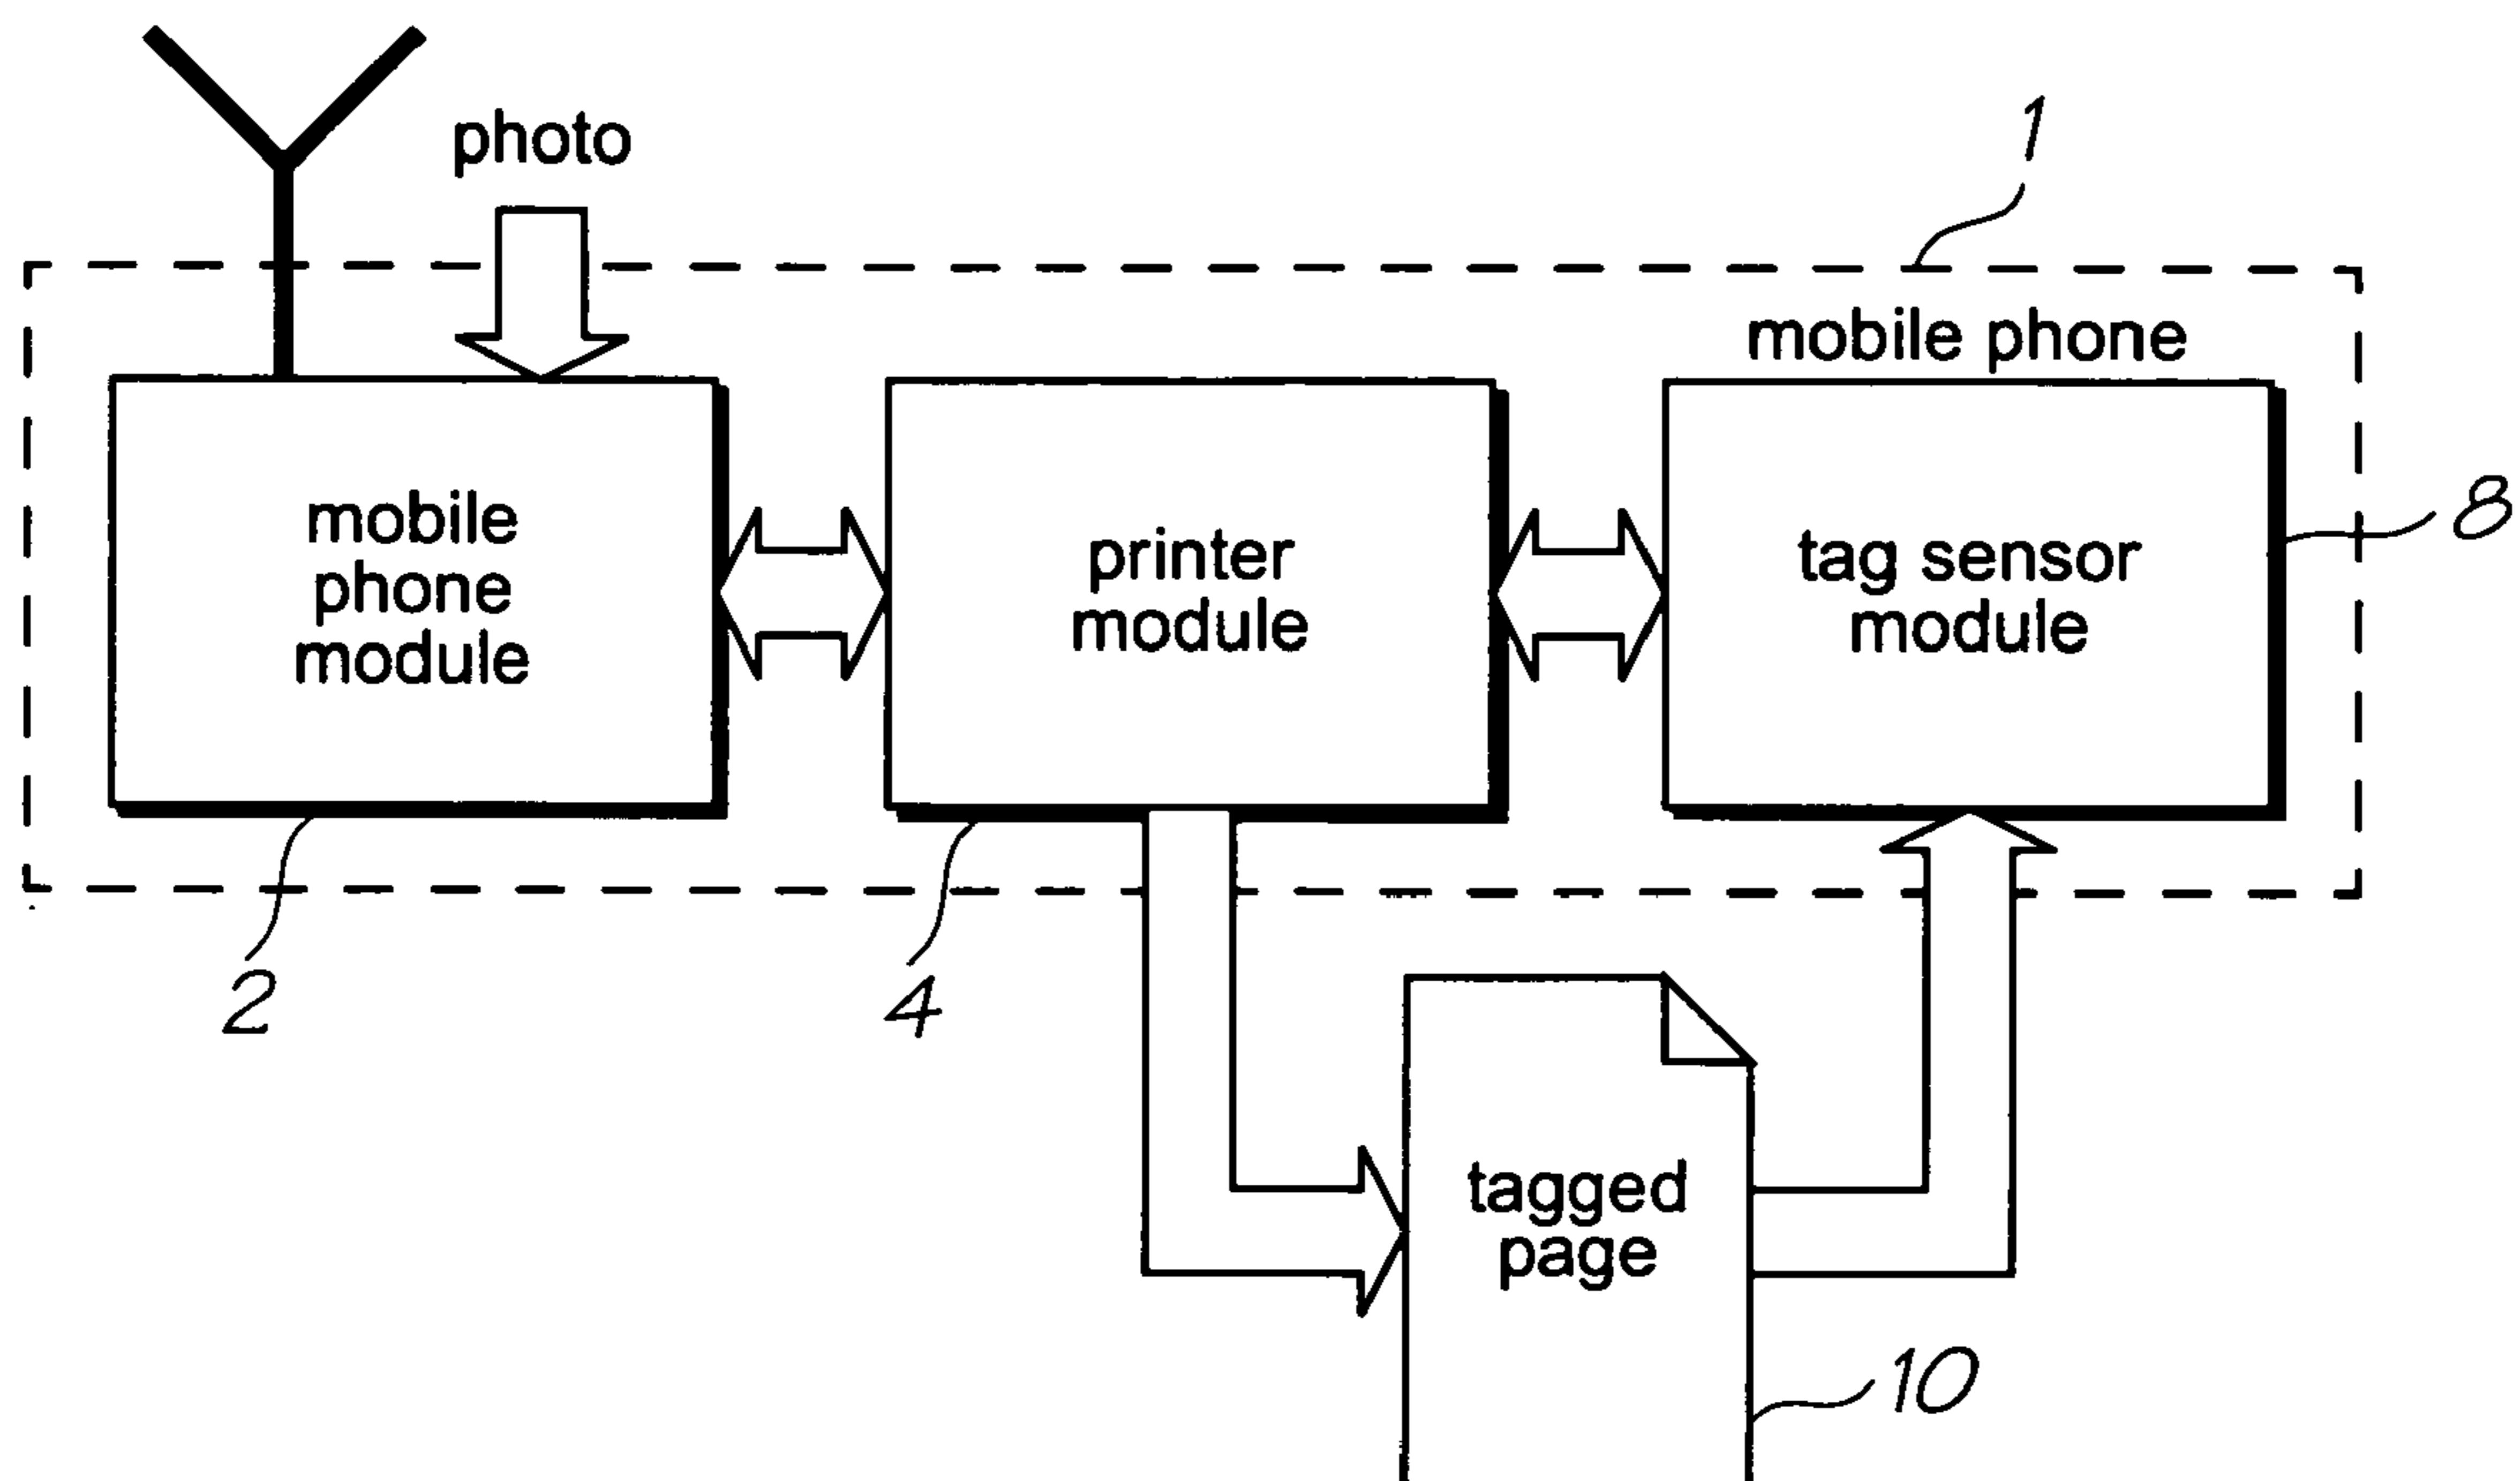 photo
1
mobile phone
mobile
phone
module
printer
module
tag sensor
module
8
2
4
tagged
page
10